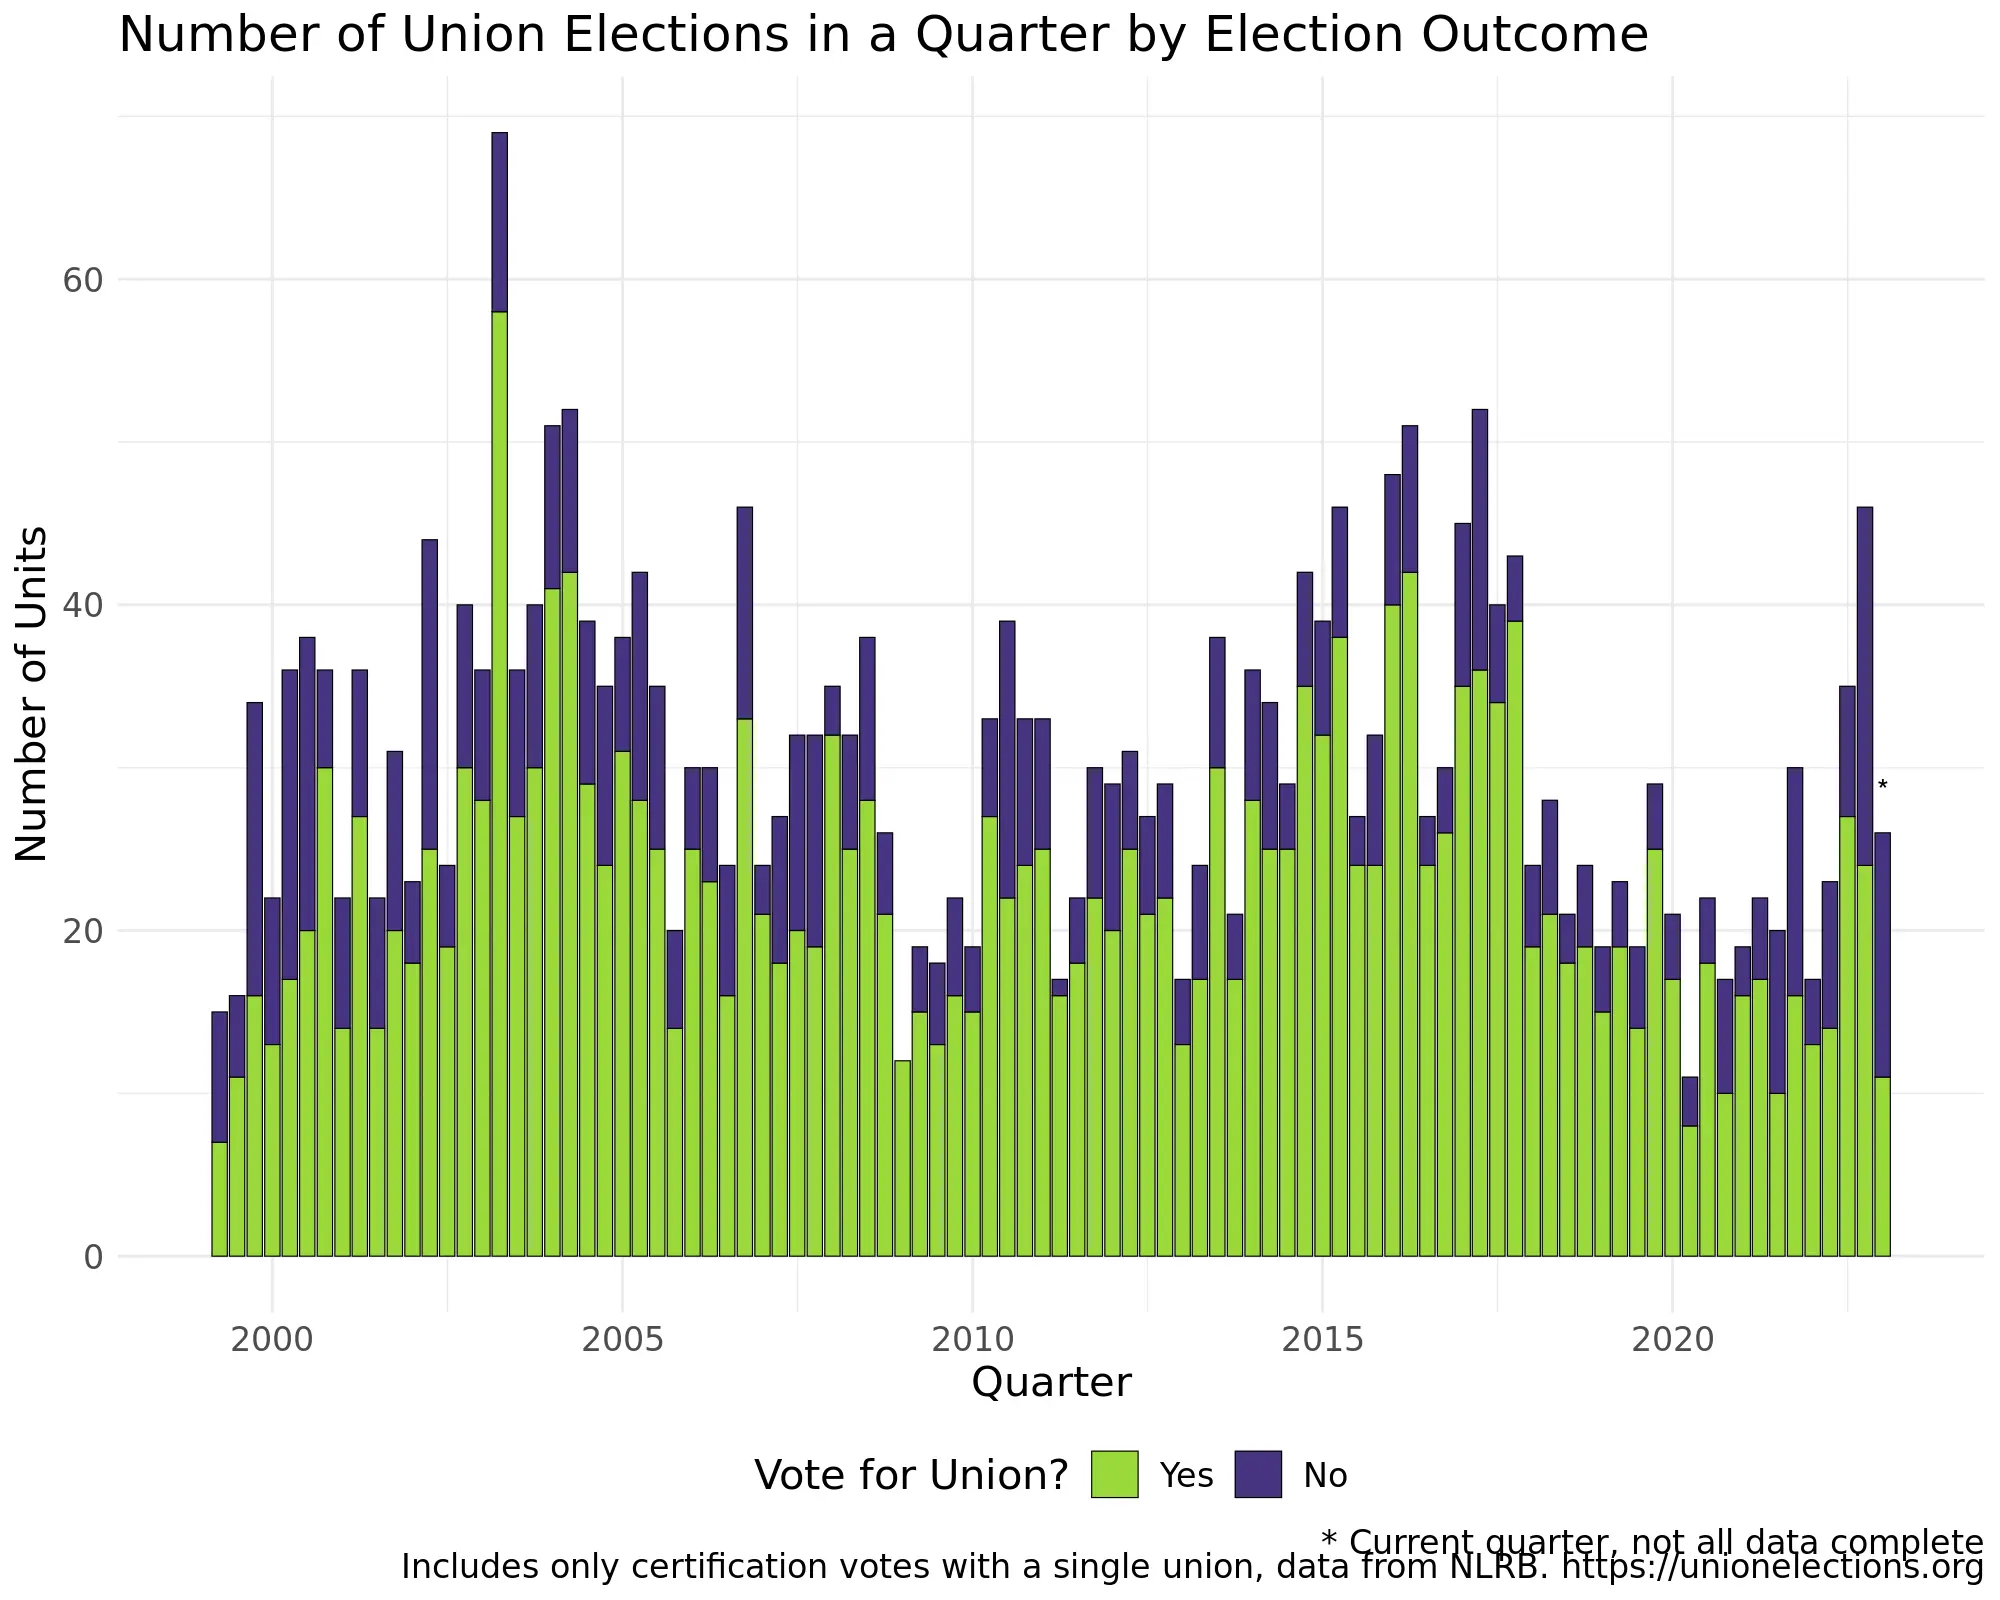 Number of Union Elections in a Quarter by Election Outcome
Number of Units
60
40
20
0
*
2000 2005 2010 2015 2020
Quarter
Vote for Union? Yes No
* Current quarter, not all data complete
Includes only certification votes with a single union, data from NLRB. https://unionelections.org